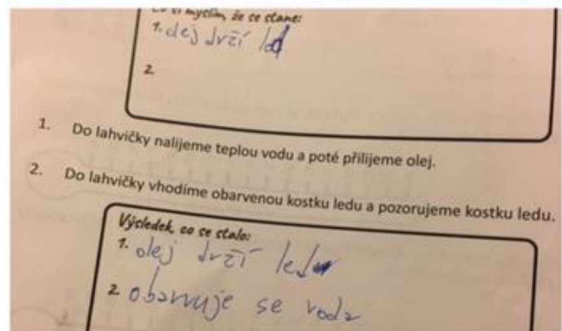 Co si myslím, že se stane:
1. olej drží led
2.
1. Do lahvičky nalijeme teplou vodu a poté přilijeme olej.
2. Do lahvičky vhodíme obarvenou kostku ledu a pozorujeme kostku ledu.
Výsledek, co se stalo:
1. olej drží led
2. obarvuje se voda